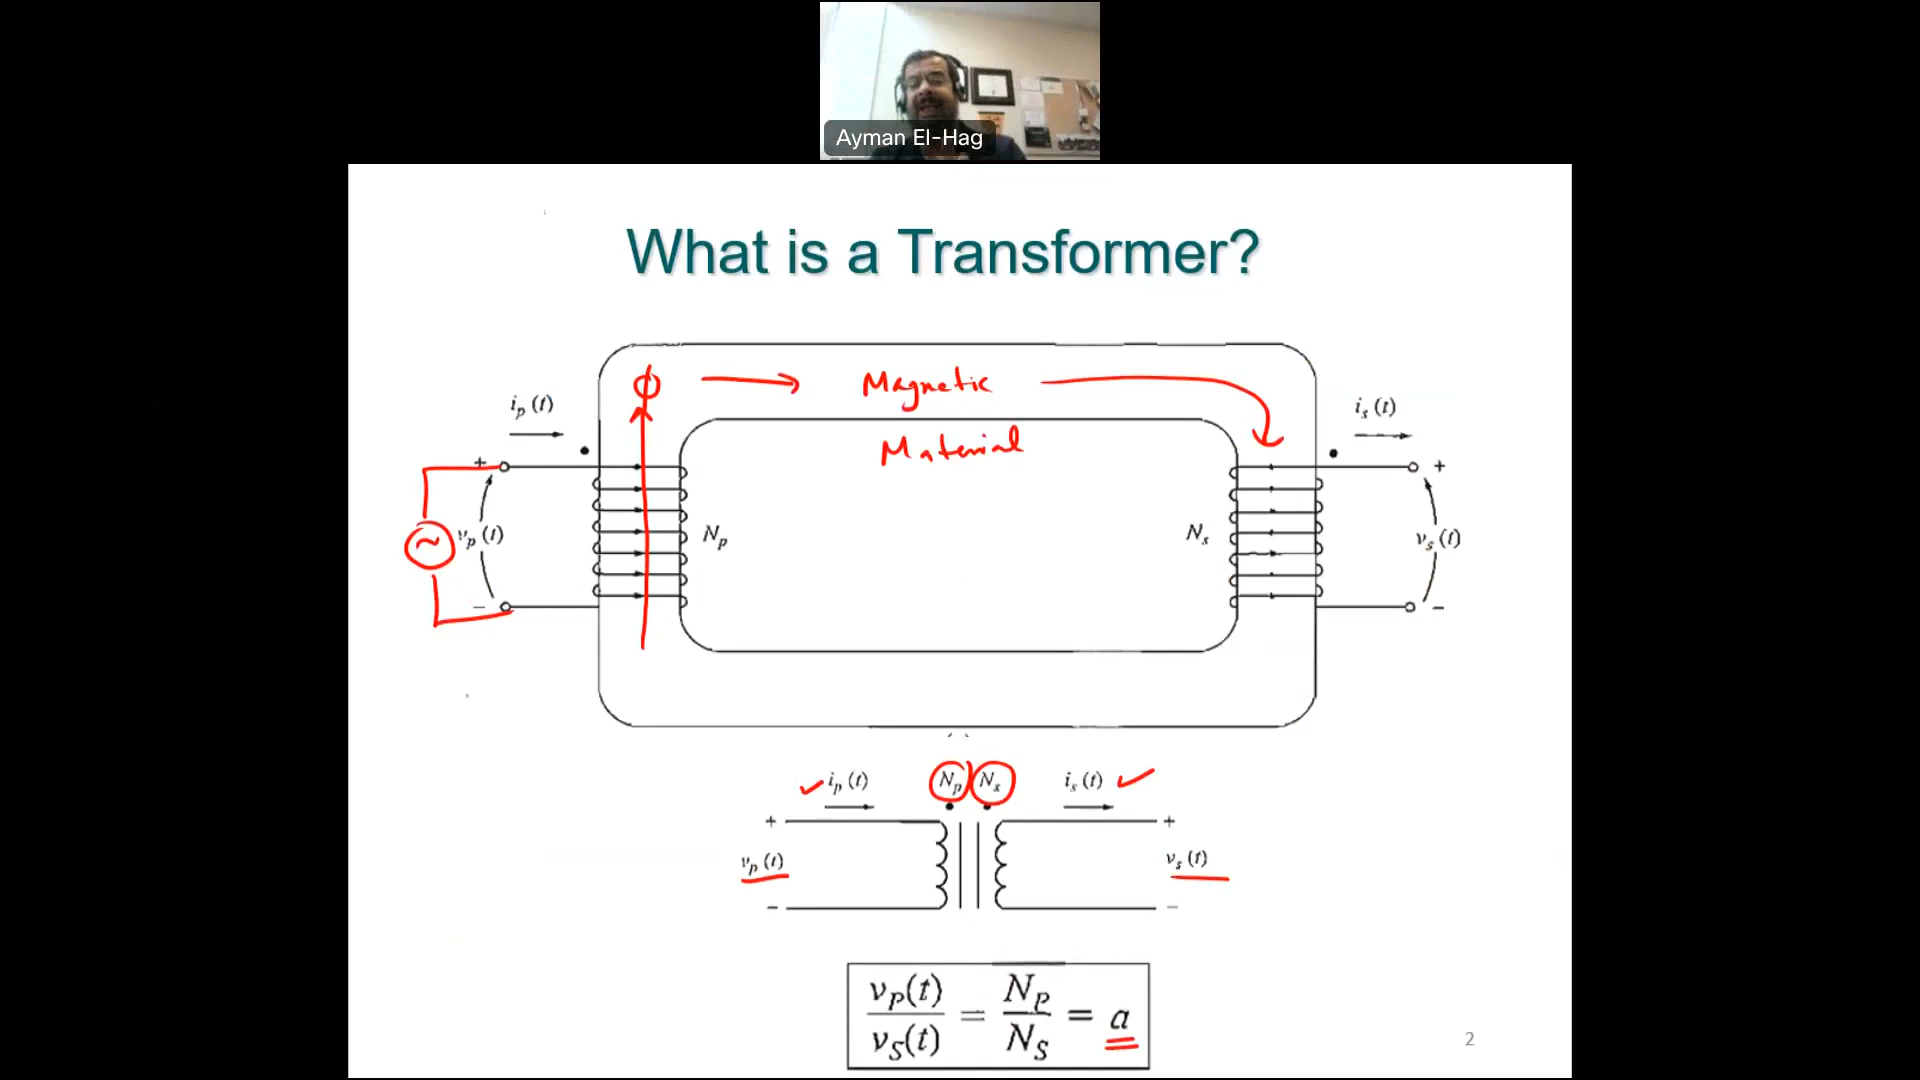 Ayman El-Hag
What is a Transformer?
ϕ → Magnetic
Material
i_p (t)
i_s (t)
+
+
~
v_p (t)
N_p
N_s
v_s (t)
−
−
i_p (t)
N_p
N_s
i_s (t)
+
+
v_p (t)
v_s (t)
−
−
v_P(t) / v_S(t) = N_p / N_S = a
2